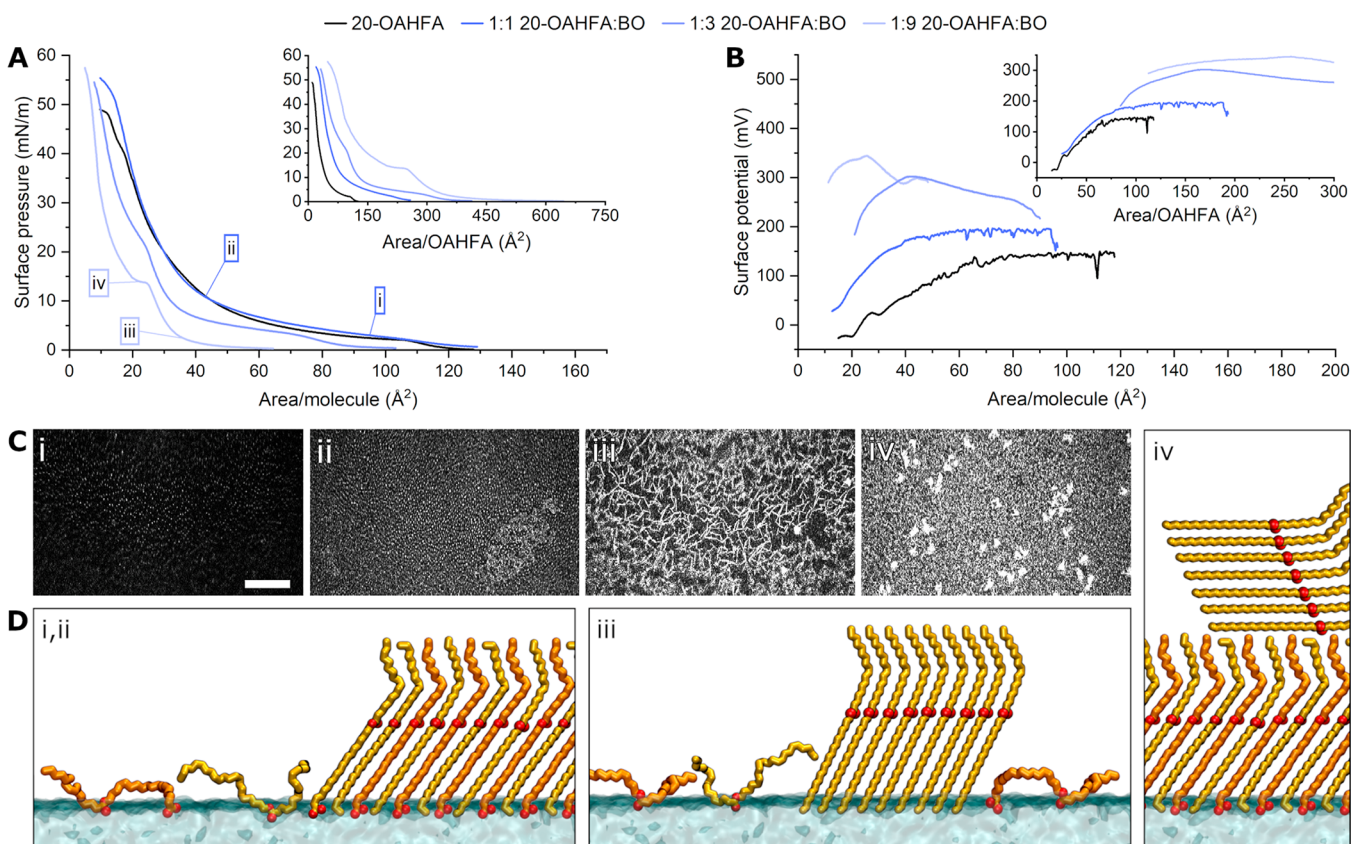 20-OAHFA 1:1 20-OAHFA:BO 1:3 20-OAHFA:BO 1:9 20-OAHFA:BO
A
Surface pressure (mN/m)
60
50
40
30
20
10
0
0 20 40 60 80 100 120 140 160
Area/molecule (Å²)
ii
i
iv
iii
60
50
40
30
20
10
0
0 150 300 450 600 750
Area/OAHFA (Å²)
B
Surface potential (mV)
500
400
300
200
100
0
0 20 40 60 80 100 120 140 160 180 200
Area/molecule (Å²)
300
200
100
0
0 50 100 150 200 250 300
Area/OAHFA (Å²)
C
i
ii
iii
iv
iv
D
i,ii
iii